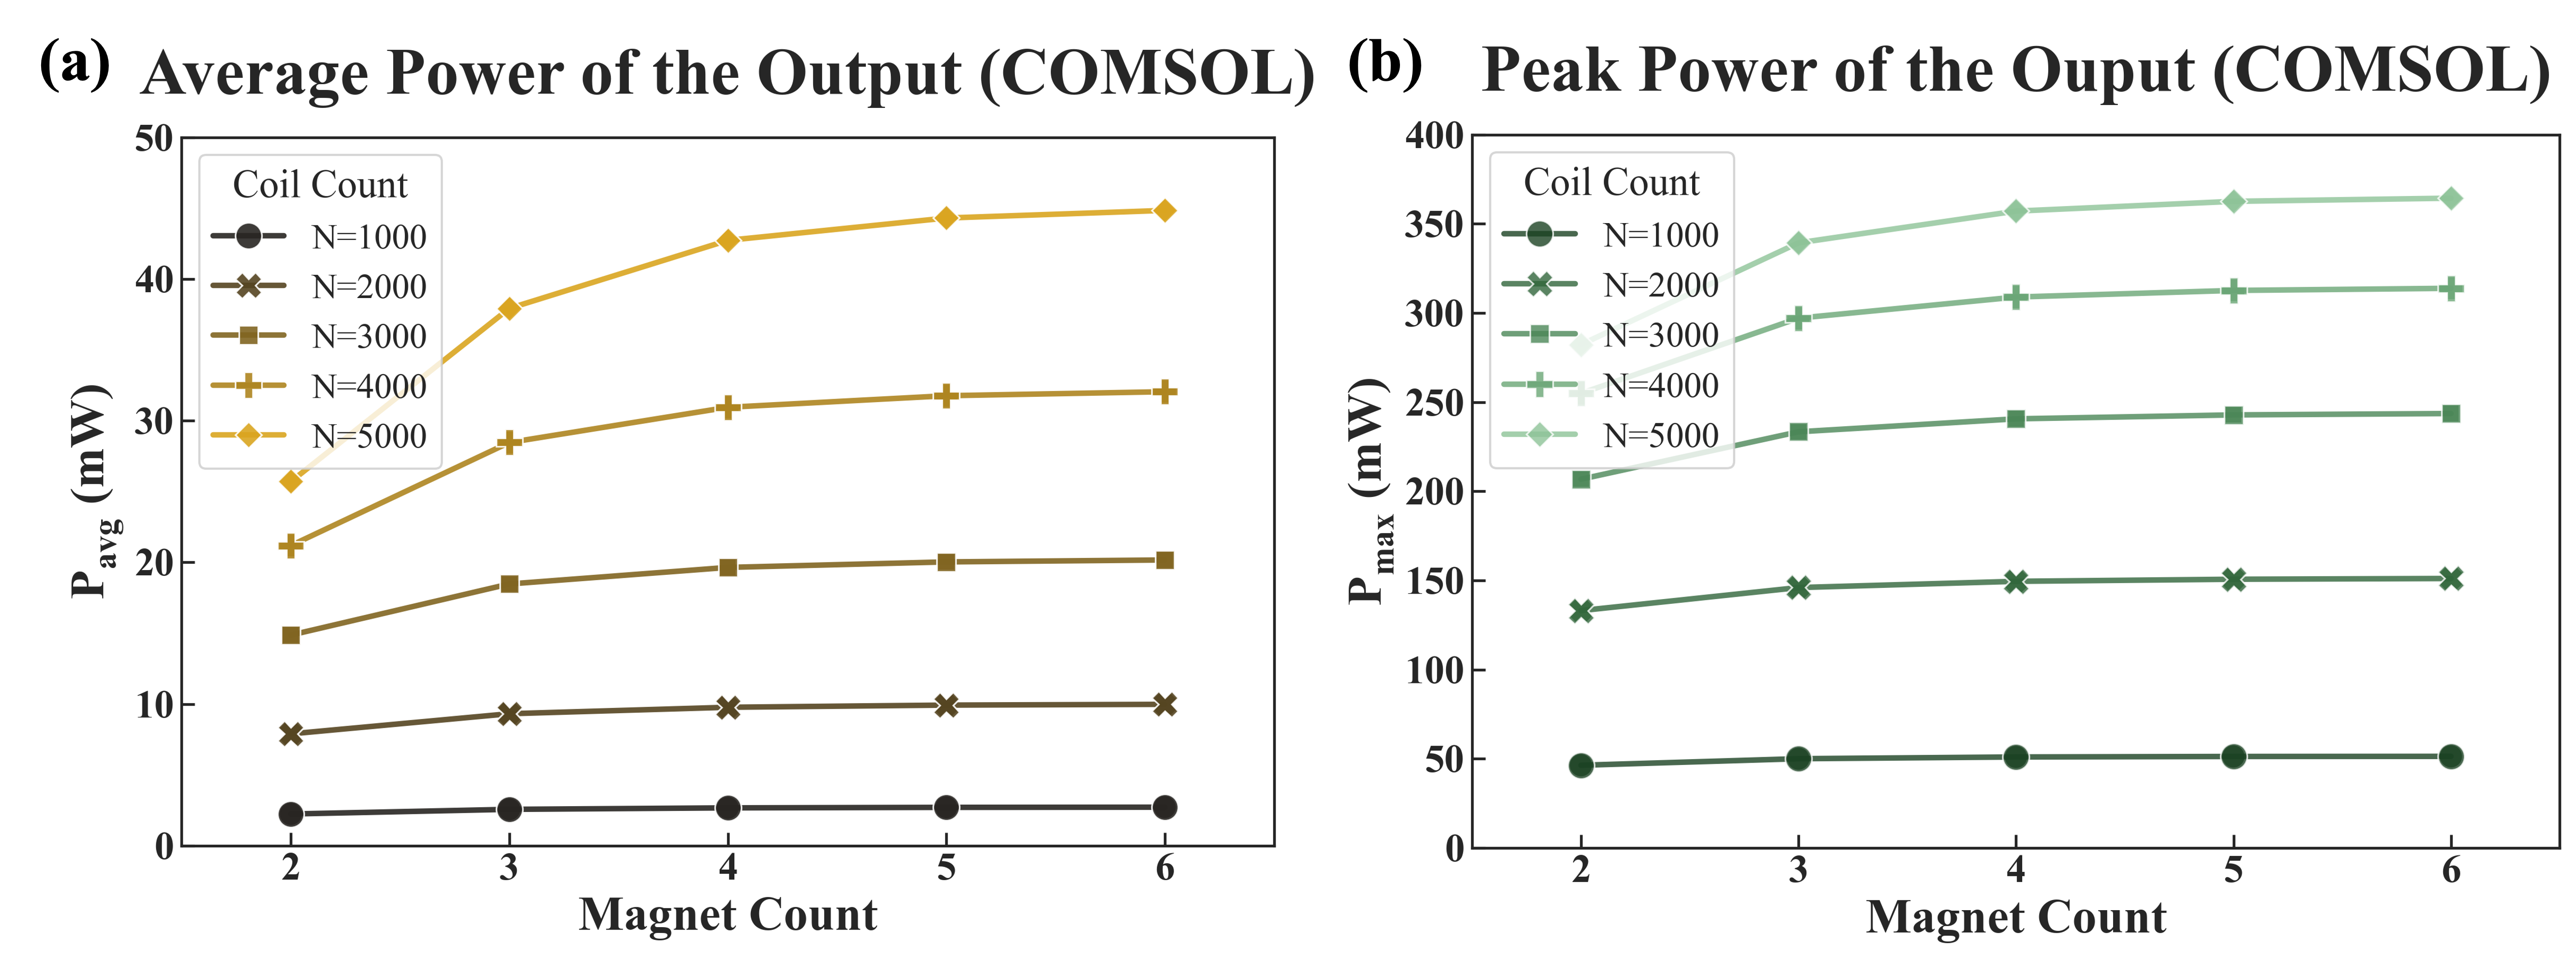 (a) Average Power of the Output (COMSOL)
50
40
30
20
10
0
P_avg (mW)
Coil Count
N=1000
N=2000
N=3000
N=4000
N=5000
2 3 4 5 6
Magnet Count
(b) Peak Power of the Ouput (COMSOL)
400
350
300
250
200
150
100
50
0
P_max (mW)
Coil Count
N=1000
N=2000
N=3000
N=4000
N=5000
2 3 4 5 6
Magnet Count